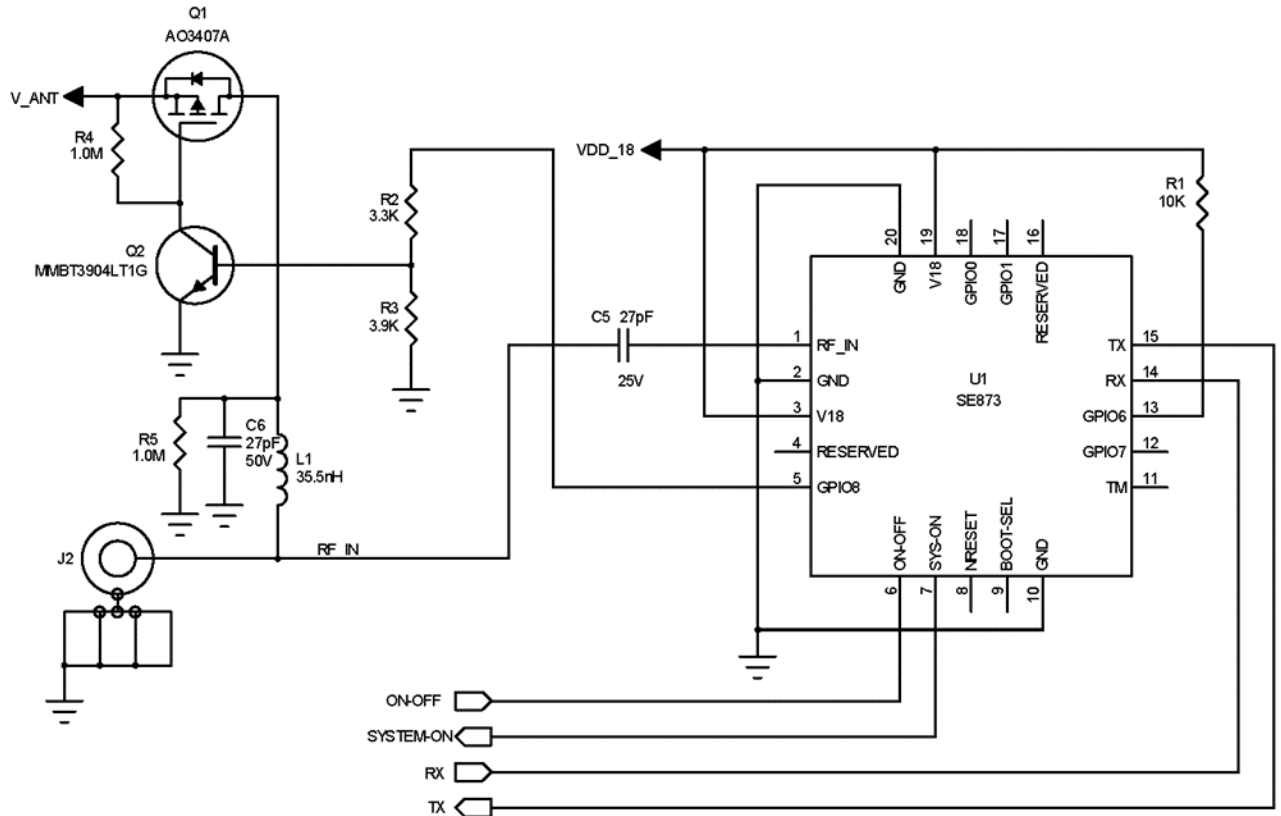 Q1
AO3407A
V_ANT
R4
1.0M
Q2
MMBT3904LT1G
R2
3.3K
R3
3.9K
VDD_18
R1
10K
C5 27pF
25V
R5
1.0M
C6
27pF
50V
L1
35.5nH
J2
RF_IN
20
19
18
17
16
GND
V18
GPIO0
GPIO1
RESERVED
1
RF_IN
2
GND
3
V18
4
RESERVED
5
GPIO8
U1
SE873
TX
15
RX
14
GPIO6
13
GPIO7
12
TM
11
ON-OFF
SYS-ON
NRESET
BOOT-SEL
GND
6
7
8
9
10
ON-OFF
SYSTEM-ON
RX
TX